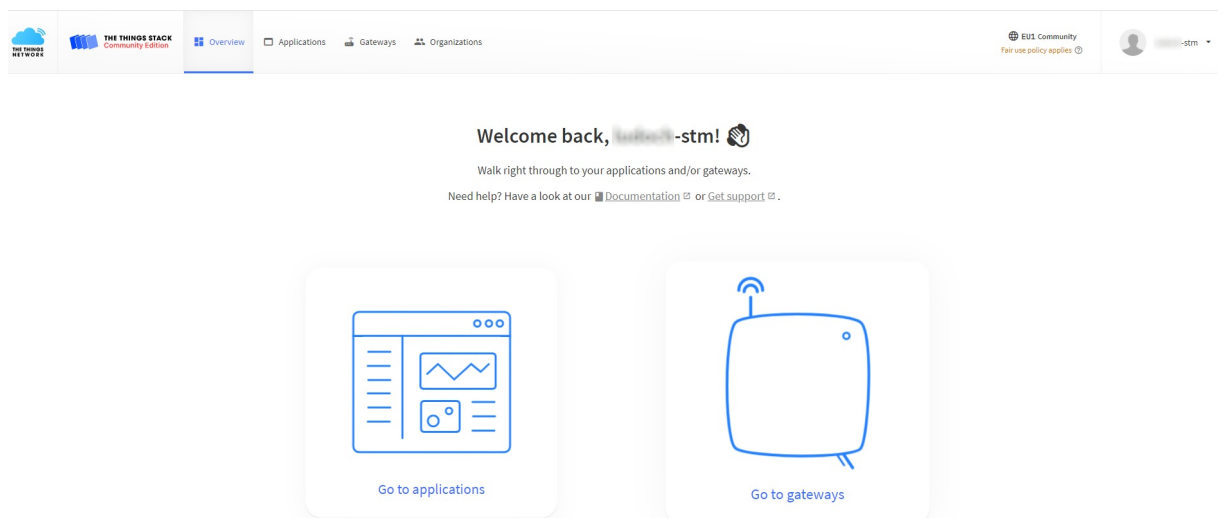 THE THINGS
NETWORK
THE THINGS STACK
Community Edition
Overview
Applications
Gateways
Organizations
EU1 Community
Fair use policy applies
-stm
Welcome back, -stm!
Walk right through to your applications and/or gateways.
Need help? Have a look at our Documentation or Get support .
Go to applications
Go to gateways